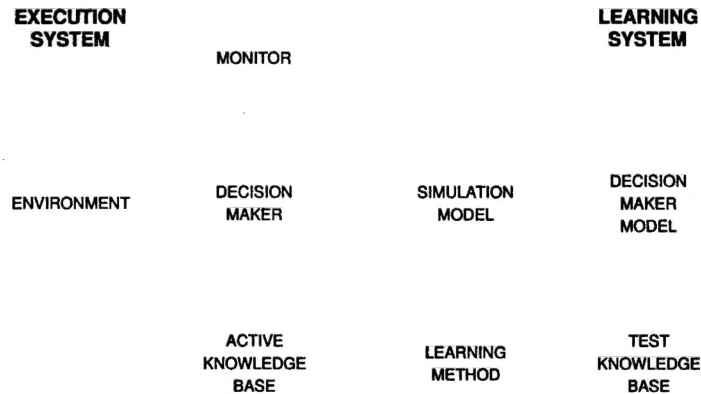 EXECUTION
SYSTEM
LEARNING
SYSTEM
MONITOR
ENVIRONMENT
DECISION
MAKER
SIMULATION
MODEL
DECISION
MAKER
MODEL
ACTIVE
KNOWLEDGE
BASE
LEARNING
METHOD
TEST
KNOWLEDGE
BASE